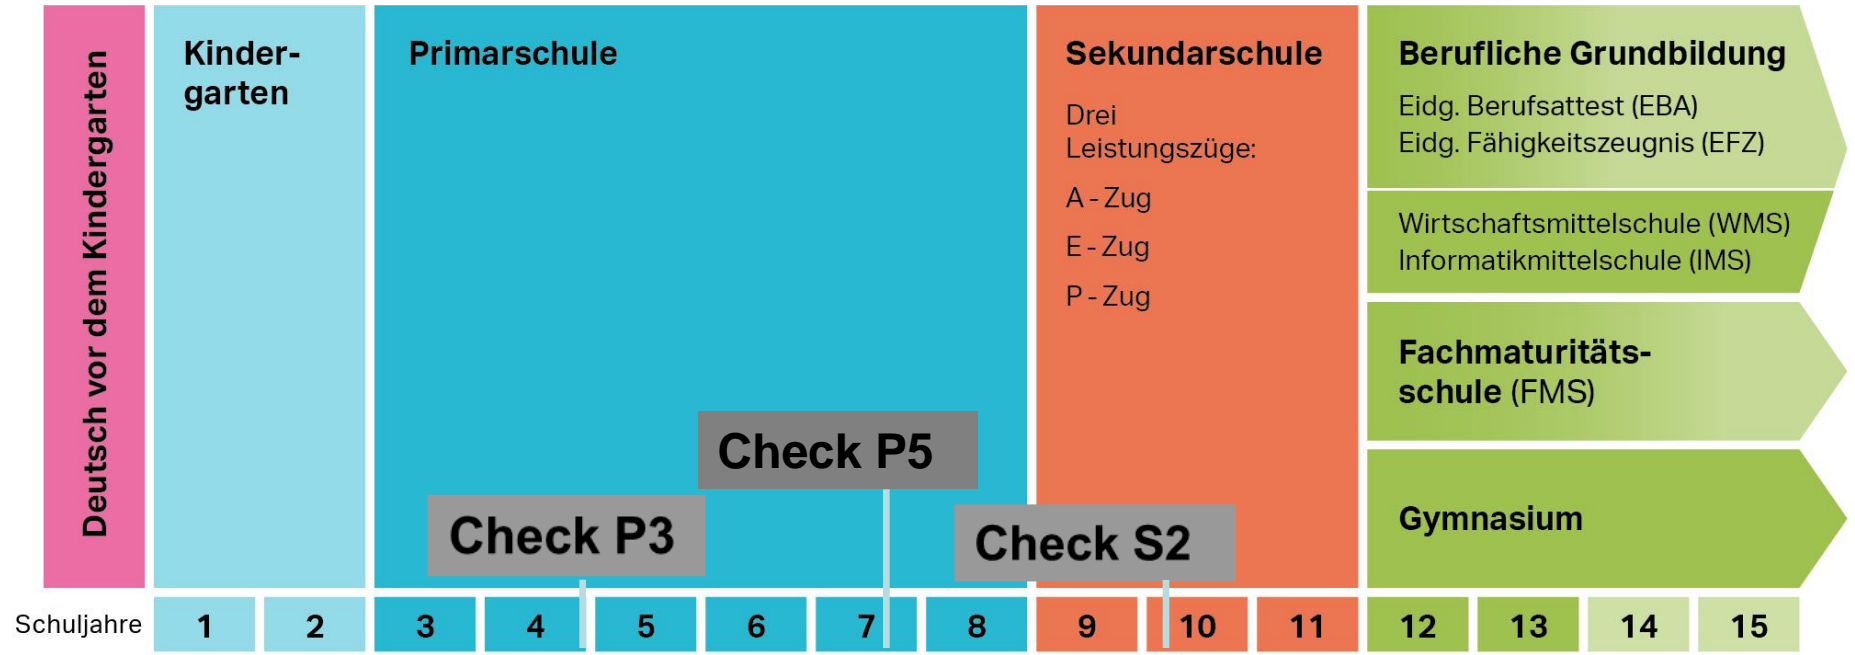 Deutsch vor dem Kindergarten
Kinder-
garten
Primarschule
Check P3
Check P5
Sekundarschule
Drei
Leistungszüge:
A - Zug
E - Zug
P - Zug
Check S2
Berufliche Grundbildung
Eidg. Berufsattest (EBA)
Eidg. Fähigkeitszeugnis (EFZ)
Wirtschaftsmittelschule (WMS)
Informatikmittelschule (IMS)
Fachmaturitäts-
schule (FMS)
Gymnasium
Schuljahre 1 2 3 4 5 6 7 8 9 10 11 12 13 14 15